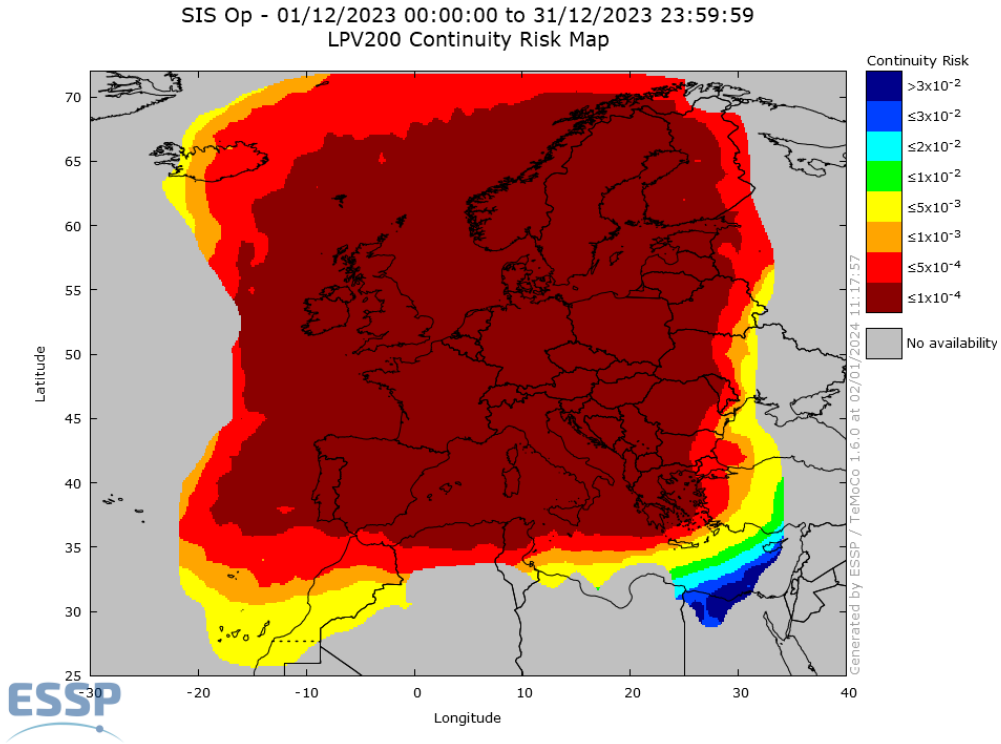 SIS Op - 01/12/2023 00:00:00 to 31/12/2023 23:59:59
LPV200 Continuity Risk Map
Continuity Risk
>3x10⁻²
≤3x10⁻²
≤2x10⁻²
≤1x10⁻²
≤5x10⁻³
≤1x10⁻³
≤5x10⁻⁴
≤1x10⁻⁴
No availability
70
65
60
55
50
45
40
35
30
25
Latitude
-30
-20
-10
0
10
20
30
40
Longitude
Generated by ESSP / TeMoCo 1.6.0 at 02/01/2024 11:17:57
ESSP